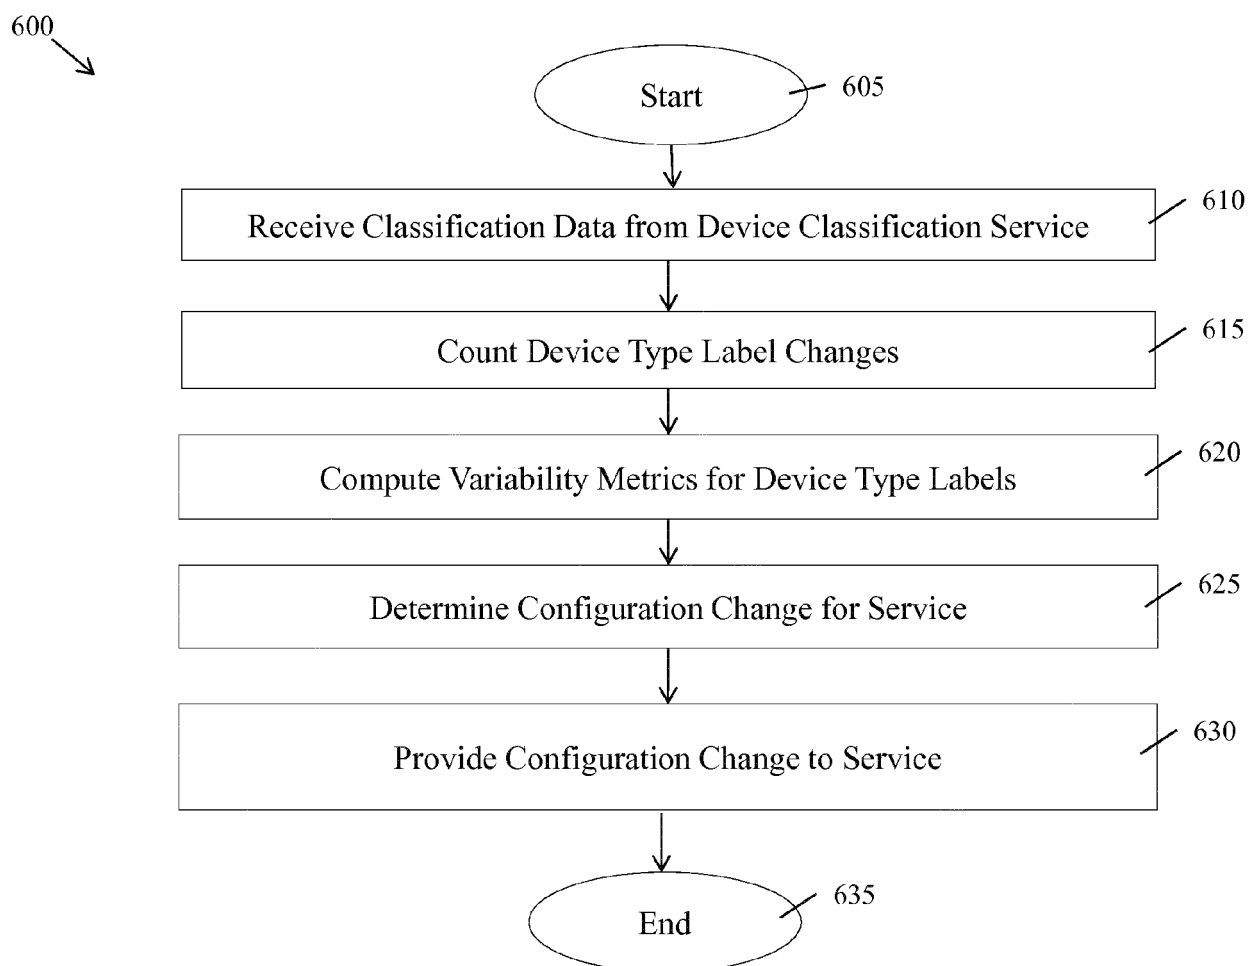 600
Start
605
Receive Classification Data from Device Classification Service
610
Count Device Type Label Changes
615
Compute Variability Metrics for Device Type Labels
620
Determine Configuration Change for Service
625
Provide Configuration Change to Service
630
End
635